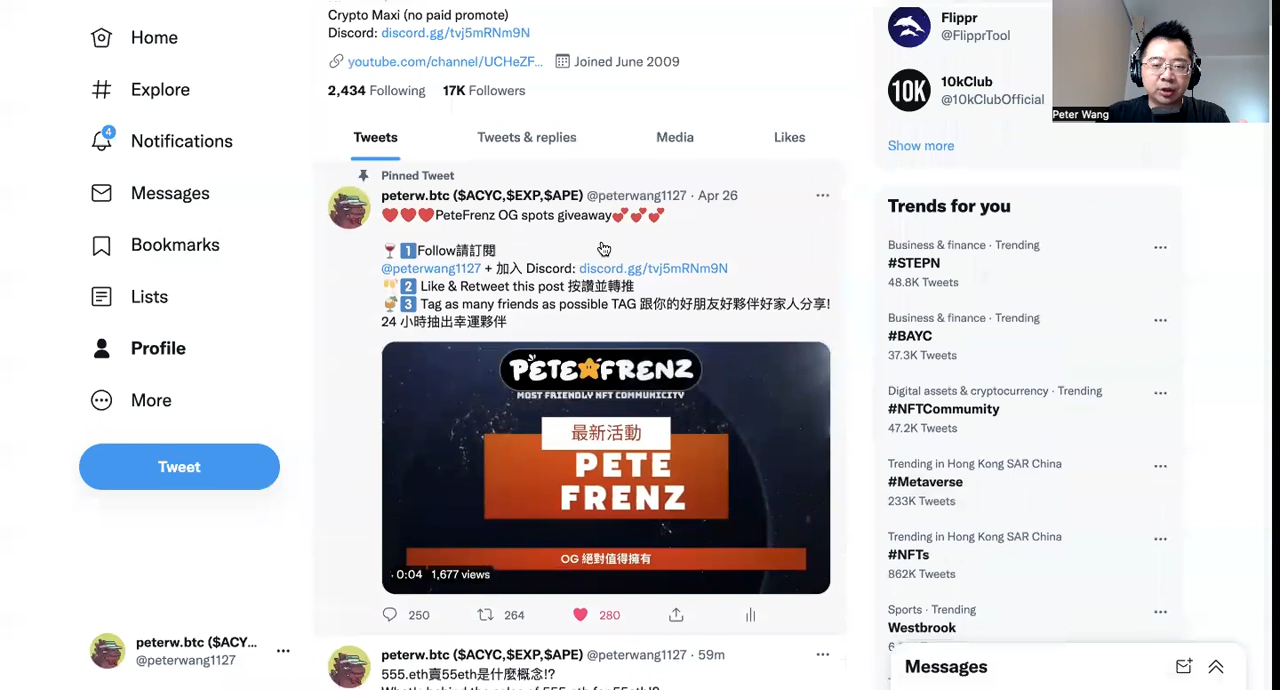 Home
Explore
4
Notifications
Messages
Bookmarks
Lists
Profile
More
Tweet
peterw.btc ($ACY...
@peterwang1127
Crypto Maxi (no paid promote)
Discord: discord.gg/tvj5mRNm9N
youtube.com/channel/UCHeZF... Joined June 2009
2,434 Following 17K Followers
Tweets Tweets & replies Media Likes
Pinned Tweet
peterw.btc ($ACYC,$EXP,$APE) @peterwang1127 · Apr 26
❤️❤️❤️PeteFrenz OG spots giveaway💕💕💕
🍷1️⃣Follow請訂閱
@peterwang1127 + 加入 Discord: discord.gg/tvj5mRNm9N
🙌2️⃣ Like & Retweet this post 按讚並轉推
🍹3️⃣ Tag as many friends as possible TAG 跟你的好朋友好夥伴好家人分享!
24 小時抽出幸運夥伴
PETE FRENZ
MOST FRIENDLY NFT COMMUNICITY
最新活動
PETE
FRENZ
OG 絕對值得擁有
0:04 1,677 views
250 264 280
peterw.btc ($ACYC,$EXP,$APE) @peterwang1127 · 59m
555.eth賣55eth是什麼概念!?
What's behind the sales of 555.eth for 55eth!?
Flippr
@FlipprTool
10K
10kClub
@10kClubOfficial
Show more
Peter Wang
Trends for you
Business & finance · Trending
#STEPN
48.8K Tweets
Business & finance · Trending
#BAYC
37.3K Tweets
Digital assets & cryptocurrency · Trending
#NFTCommumity
47.2K Tweets
Trending in Hong Kong SAR China
#Metaverse
233K Tweets
Trending in Hong Kong SAR China
#NFTs
862K Tweets
Sports · Trending
Westbrook
Messages